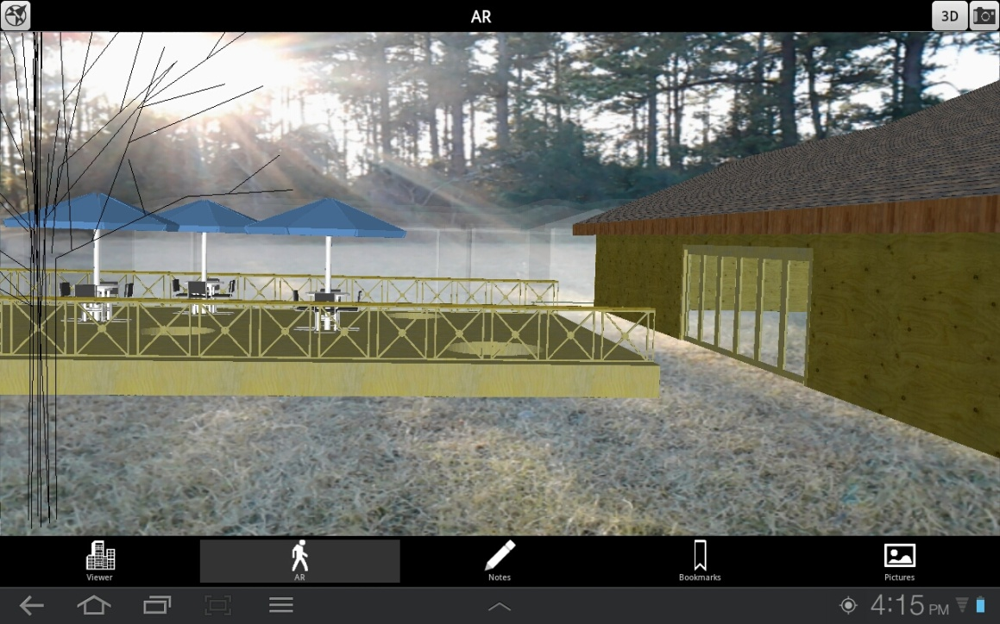 AR
3D
Viewer
AR
Notes
Bookmarks
Pictures
4:15 PM